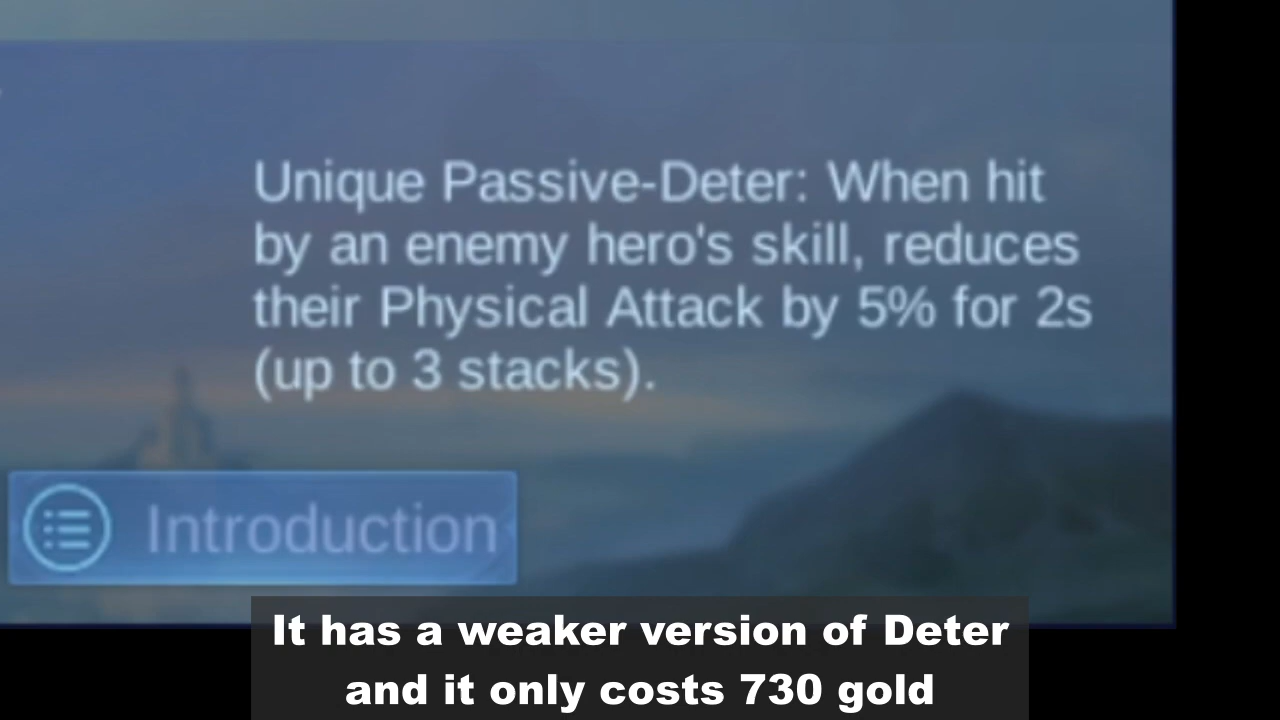 Unique Passive-Deter: When hit
by an enemy hero's skill, reduces
their Physical Attack by 5% for 2s
(up to 3 stacks).
Introduction
It has a weaker version of Deter
and it only costs 730 gold